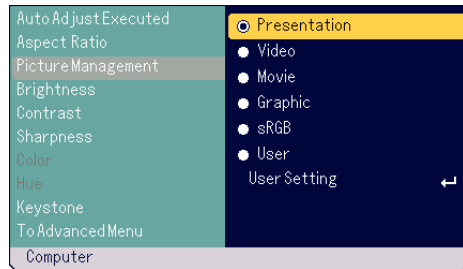 Auto Adjust Executed
Aspect Ratio
Picture Management
Brightness
Contrast
Sharpness
Color
Hue
Keystone
To Advanced Menu
Presentation
Video
Movie
Graphic
sRGB
User
User Setting
Computer